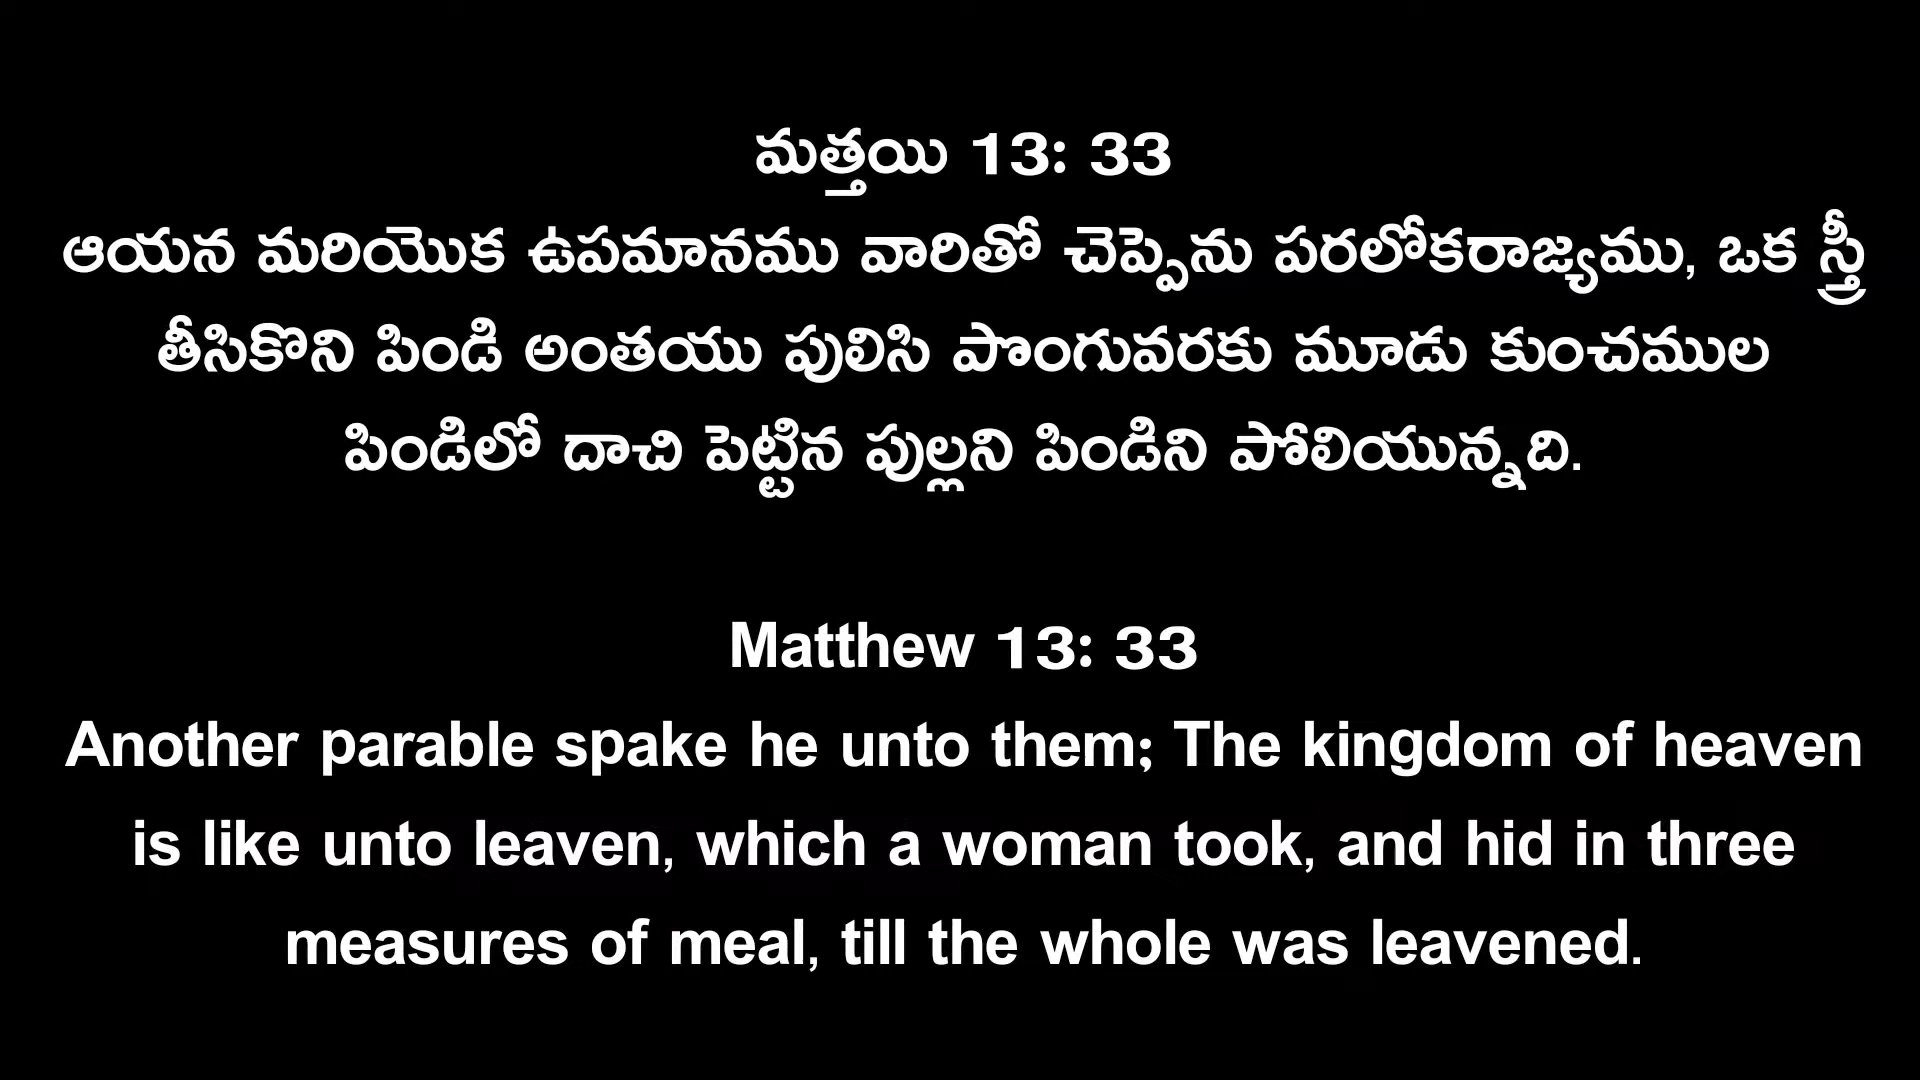 మత్తయి 13: 33
ఆయన మరియొక ఉపమానము వారితో చెప్పెను పరలోకరాజ్యము, ఒక స్త్రీ
తీసికొని పిండి అంతయు పులిసి పొంగువరకు మూడు కుంచముల
పిండిలో దాచి పెట్టిన పుల్లని పిండిని పోలియున్నది.
Matthew 13: 33
Another parable spake he unto them; The kingdom of heaven
is like unto leaven, which a woman took, and hid in three
measures of meal, till the whole was leavened.